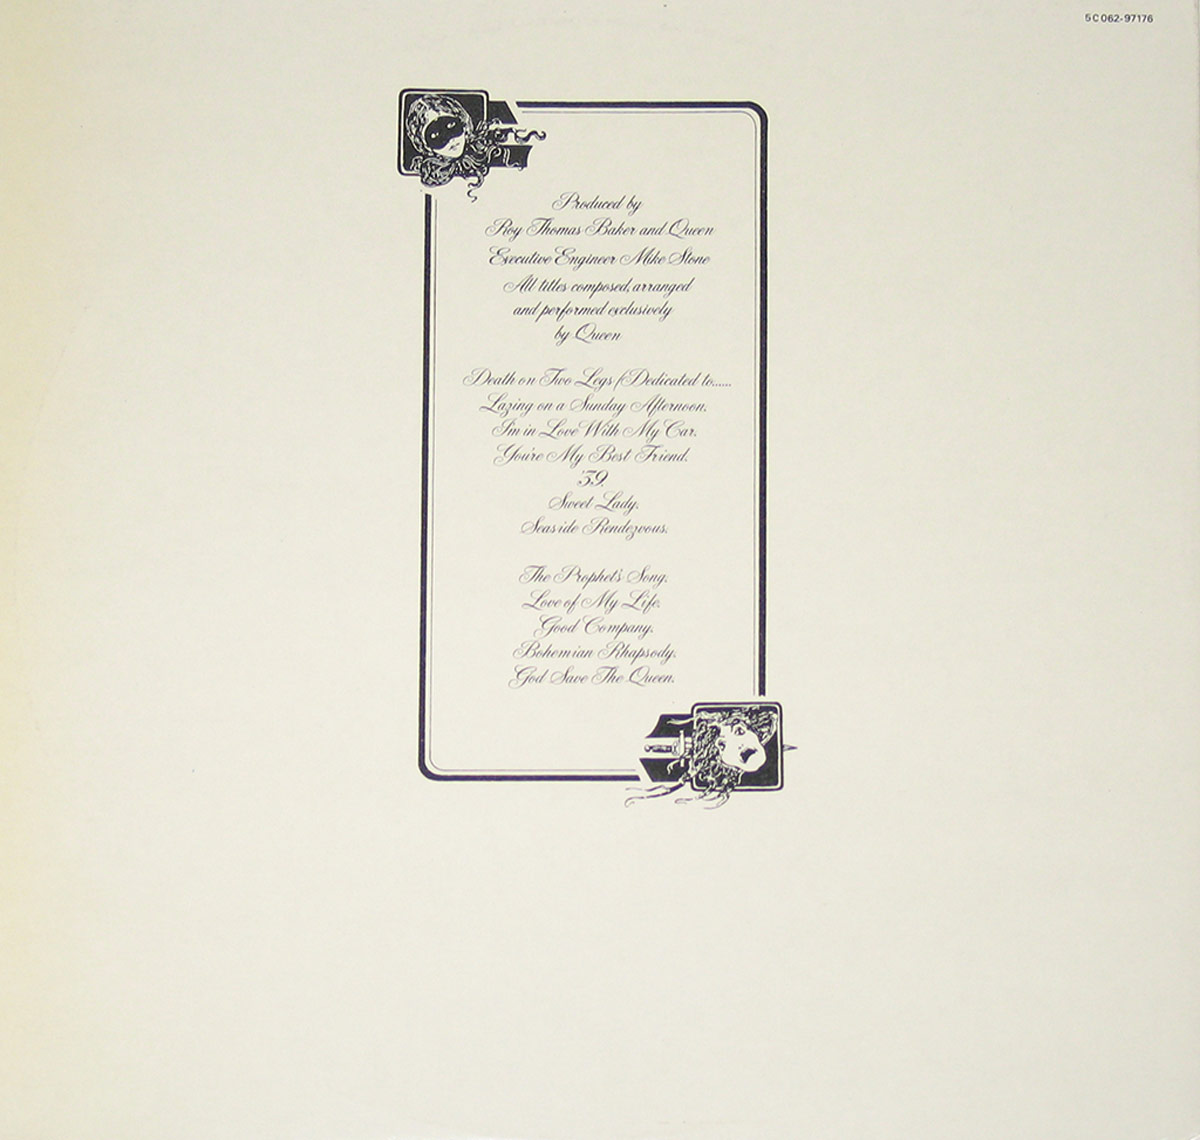 5C 062-97176
Produced by
Roy Thomas Baker and Queen
Executive Engineer Mike Stone
All titles composed, arranged
and performed exclusively
by Queen
Death on Two Legs (Dedicated to......
Lazing on a Sunday Afternoon.
I'm in Love With My Car.
You're My Best Friend.
'39.
Sweet Lady.
Seaside Rendezvous.
The Prophet's Song.
Love of My Life.
Good Company.
Bohemian Rhapsody.
God Save The Queen.